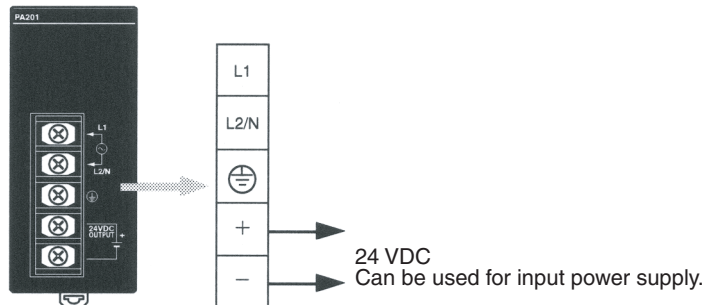 PA201
L1
L2/N
24VDC
OUTPUT
+
L1
L2/N
+
−
24 VDC
Can be used for input power supply.